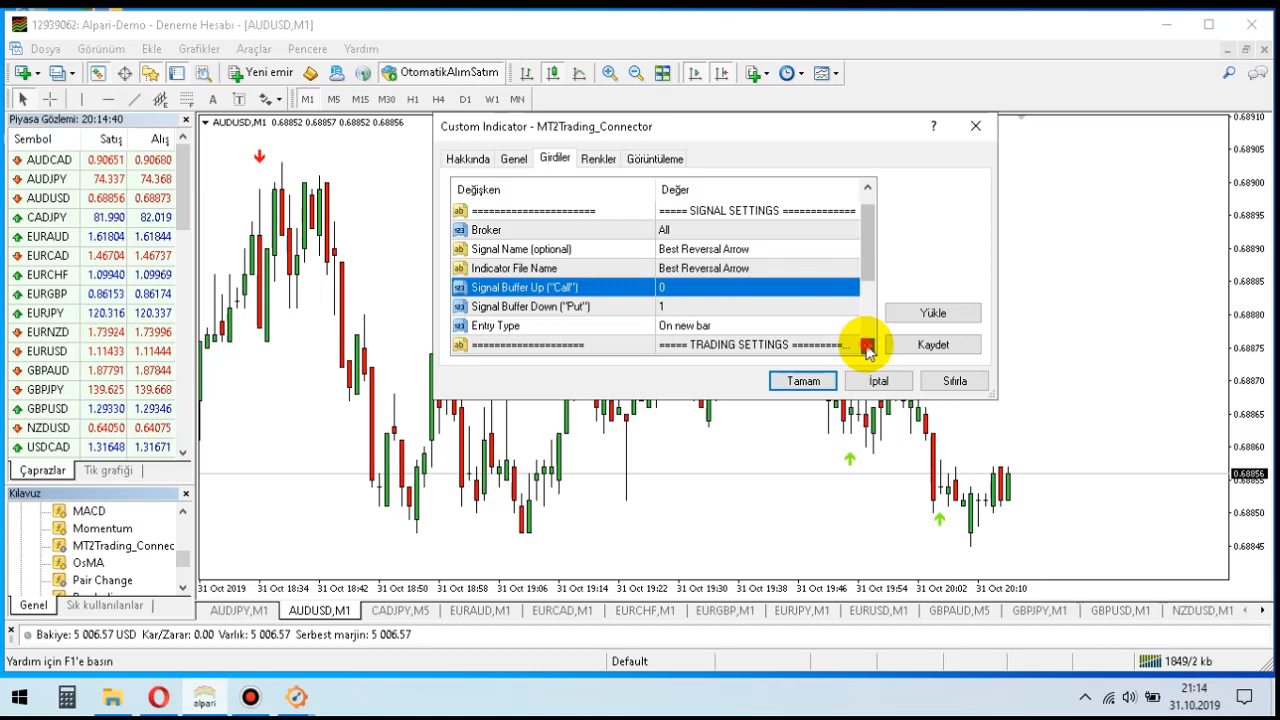 12939062: Alpari-Demo - Deneme Hesabı - [AUDUSD,M1]
Dosya Görünüm Ekle Grafikler Araçlar Pencere Yardım
Yeni emir OtomatikAlımSatım
A T M1 M5 M15 M30 H1 H4 D1 W1 MN
Piyasa Gözlemi: 20:14:40
Sembol Satış Alış
AUDCAD 0.90651 0.90680
AUDJPY 74.337 74.368
AUDUSD 0.68856 0.68873
CADJPY 81.990 82.019
EURAUD 1.61804 1.61844
EURCAD 1.46704 1.46737
EURCHF 1.09940 1.09969
EURGBP 0.86153 0.86174
EURJPY 120.316 120.337
EURNZD 1.73924 1.73996
EURUSD 1.11433 1.11444
GBPAUD 1.87791 1.87844
GBPJPY 139.625 139.668
GBPUSD 1.29330 1.29346
NZDUSD 0.64050 0.64075
USDCAD 1.31648 1.31671
Çaprazlar Tik grafiği
Kılavuz
MACD
Momentum
MT2Trading_Connec
OsMA
Pair Change
Genel Sık kullanılanlar
AUDUSD,M1 0.68852 0.68857 0.68852 0.68856
Custom Indicator - MT2Trading_Connector ?
Hakkında Genel Girdiler Renkler Görüntüleme
Değişken Değer
ab ====================== ===== SIGNAL SETTINGS =============
123 Broker All
ab Signal Name (optional) Best Reversal Arrow
ab Indicator File Name Best Reversal Arrow
123 Signal Buffer Up ("Call") 0
123 Signal Buffer Down ("Put") 1
123 Entry Type On new bar
ab ==================== ===== TRADING SETTINGS =========...
Yükle
Kaydet
Tamam İptal Sıfırla
0.68910
0.68905
0.68900
0.68895
0.68890
0.68885
0.68880
0.68875
0.68870
0.68865
0.68860
0.68856
0.68855
0.68850
0.68845
31 Oct 2019 31 Oct 18:34 31 Oct 18:42 31 Oct 18:50 31 Oct 18:58 31 Oct 19:06 31 Oct 19:14 31 Oct 19:22 31 Oct 19:30 31 Oct 19:38 31 Oct 19:46 31 Oct 19:54 31 Oct 20:02 31 Oct 20:10
AUDJPY,M1 AUDUSD,M1 CADJPY,M5 EURAUD,M1 EURCAD,M1 EURCHF,M1 EURGBP,M1 EURJPY,M1 EURUSD,M1 GBPAUD,M5 GBPJPY,M1 GBPUSD,M1 NZDUSD,M1
Bakiye: 5 006.57 USD Kar/Zarar: 0.00 Varlık: 5 006.57 Serbest marjin: 5 006.57
Yardım için F1'e basın Default 1849/2 kb
alpari
21:14
31.10.2019